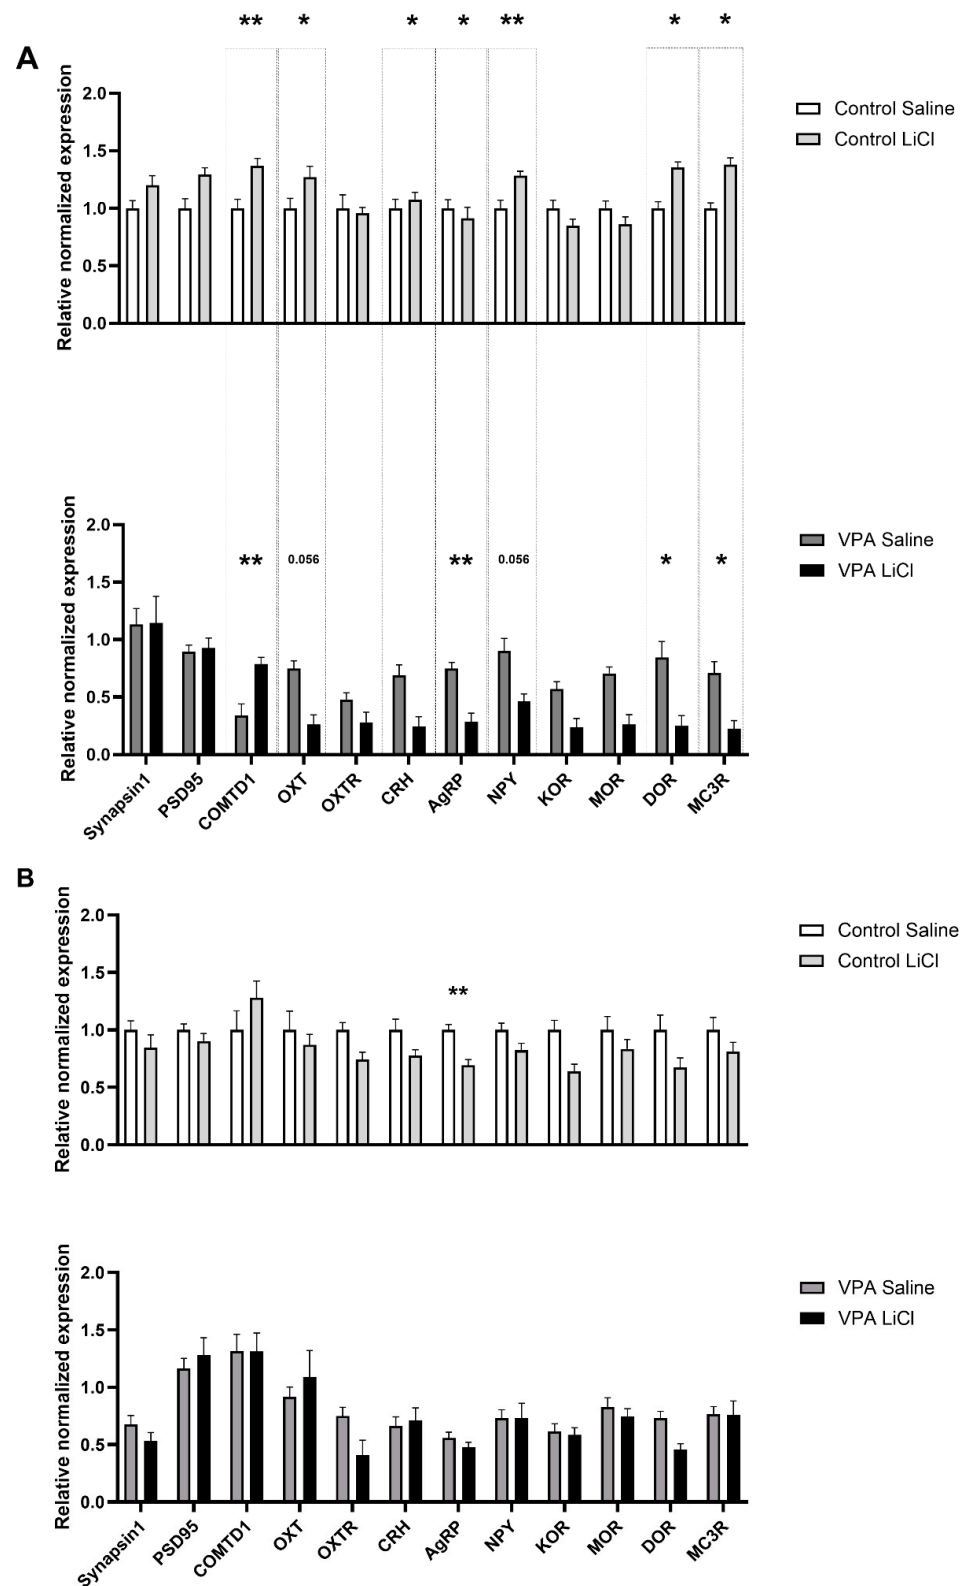 ** * * * ** * *
A
Relative normalized expression
2.0
1.5
1.0
0.5
0.0
Control Saline
Control LiCl
Relative normalized expression
2.0
1.5
1.0
0.5
0.0
** 0.056 ** 0.056 * *
VPA Saline
VPA LiCl
Synapsin1
PSD95
COMTD1
OXT
OXTR
CRH
AgRP
NPY
KOR
MOR
DOR
MC3R
B
Relative normalized expression
2.0
1.5
1.0
0.5
0.0
**
Control Saline
Control LiCl
Relative normalized expression
2.0
1.5
1.0
0.5
0.0
VPA Saline
VPA LiCl
Synapsin1
PSD95
COMTD1
OXT
OXTR
CRH
AgRP
NPY
KOR
MOR
DOR
MC3R